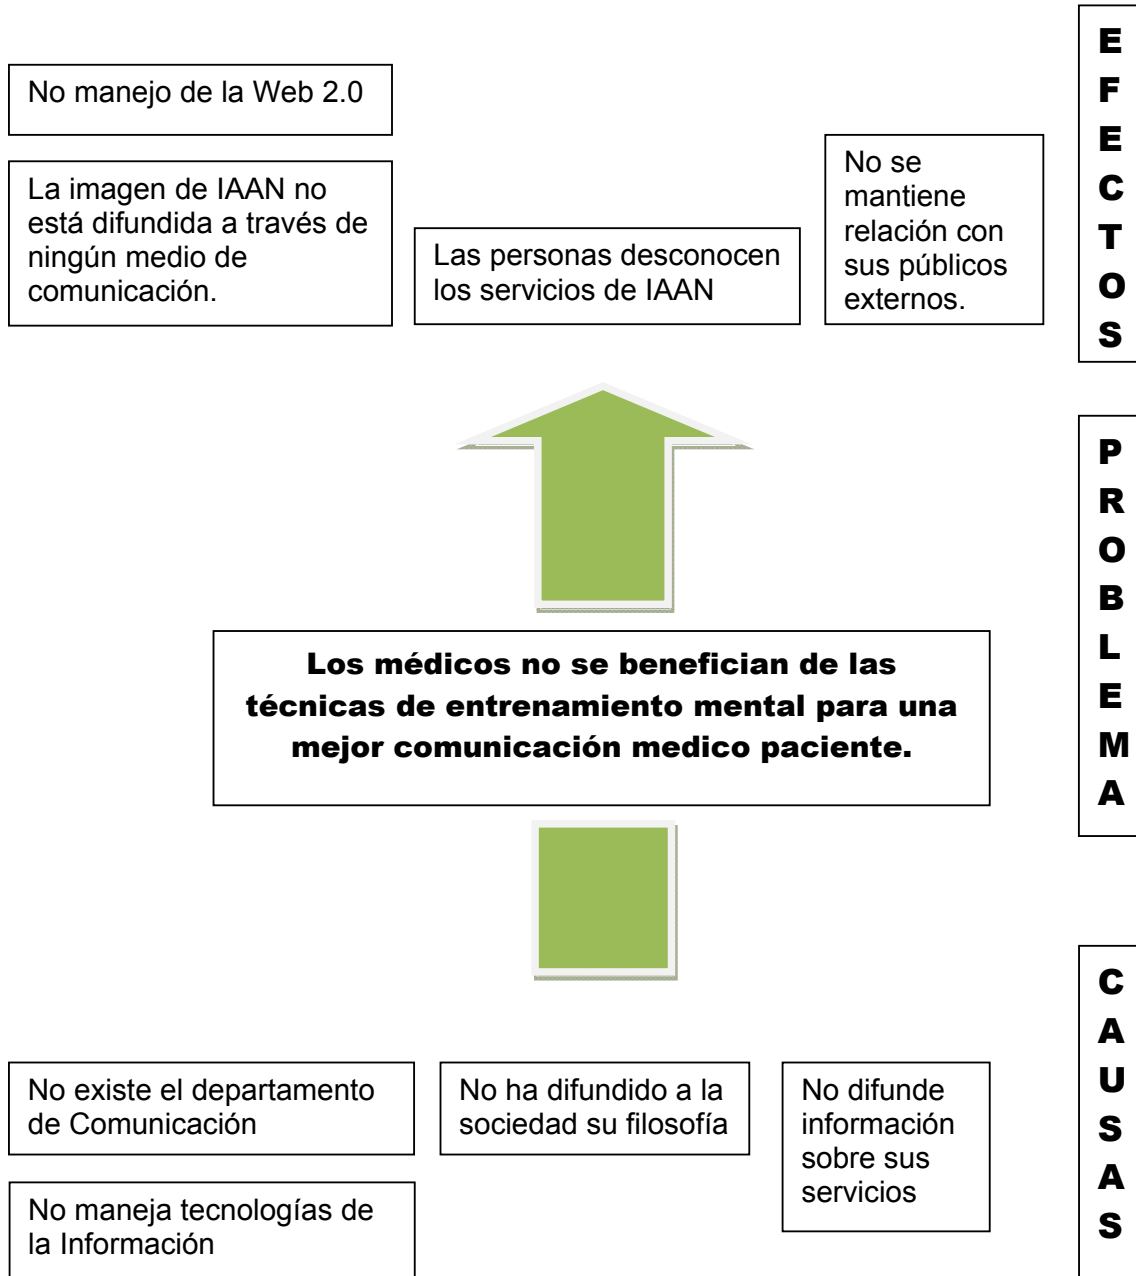 No manejo de la Web 2.0
La imagen de IAAN no
está difundida a través de
ningún medio de
comunicación.
Las personas desconocen
los servicios de IAAN
No se
mantiene
relación con
sus públicos
externos.
E
F
E
C
T
O
S
Los médicos no se benefician de las
técnicas de entrenamiento mental para una
mejor comunicación medico paciente.
P
R
O
B
L
E
M
A
No existe el departamento
de Comunicación
No maneja tecnologías de
la Información
No ha difundido a la
sociedad su filosofía
No difunde
información
sobre sus
servicios
C
A
U
S
A
S